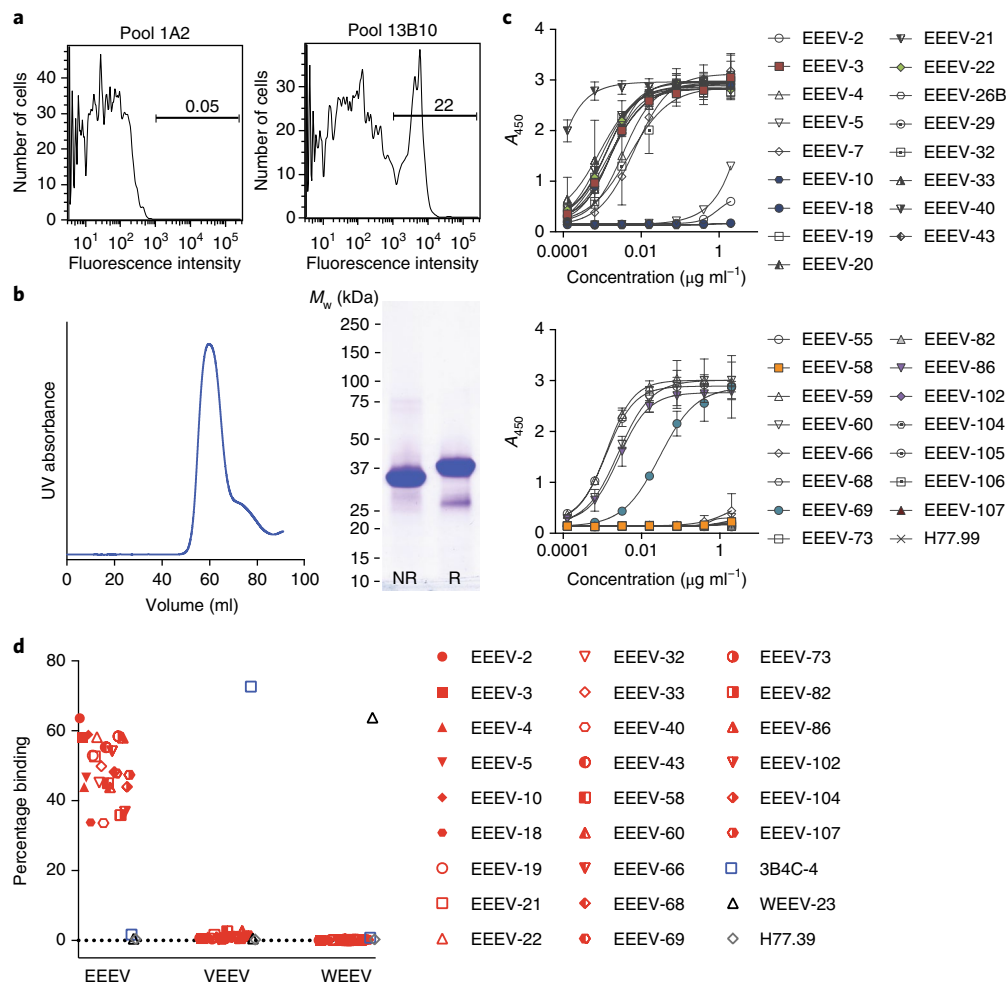 a
Pool 1A2
Number of cells
40
30
20
10
0
0.05
10¹ 10² 10³ 10⁴ 10⁵
Fluorescence intensity
Pool 13B10
Number of cells
30
20
10
0
22
10¹ 10² 10³ 10⁴ 10⁵
Fluorescence intensity
b
UV absorbance
0 20 40 60 80 100
Volume (ml)
Mw (kDa)
250
150
100
75
50
37
25
20
15
10
NR R
c
A450
4
3
2
1
0
0.0001 0.01 1
Concentration (μg ml⁻¹)
EEEV-2
EEEV-3
EEEV-4
EEEV-5
EEEV-7
EEEV-10
EEEV-18
EEEV-19
EEEV-20
EEEV-21
EEEV-22
EEEV-26B
EEEV-29
EEEV-32
EEEV-33
EEEV-40
EEEV-43
A450
4
3
2
1
0
0.0001 0.01 1
Concentration (μg ml⁻¹)
EEEV-55
EEEV-58
EEEV-59
EEEV-60
EEEV-66
EEEV-68
EEEV-69
EEEV-73
EEEV-82
EEEV-86
EEEV-102
EEEV-104
EEEV-105
EEEV-106
EEEV-107
H77.99
d
Percentage binding
80
60
40
20
0
EEEV VEEV WEEV
EEEV-2
EEEV-3
EEEV-4
EEEV-5
EEEV-10
EEEV-18
EEEV-19
EEEV-21
EEEV-22
EEEV-32
EEEV-33
EEEV-40
EEEV-43
EEEV-58
EEEV-60
EEEV-66
EEEV-68
EEEV-69
EEEV-73
EEEV-82
EEEV-86
EEEV-102
EEEV-104
EEEV-107
3B4C-4
WEEV-23
H77.39